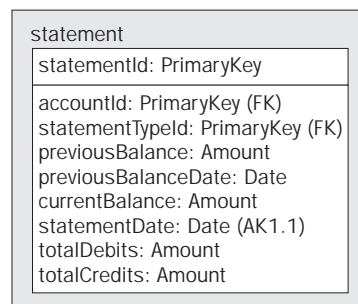 statement
statementId: PrimaryKey
accountId: PrimaryKey (FK)
statementTypeId: PrimaryKey (FK)
previousBalance: Amount
previousBalanceDate: Date
currentBalance: Amount
statementDate: Date (AK1.1)
totalDebits: Amount
totalCredits: Amount